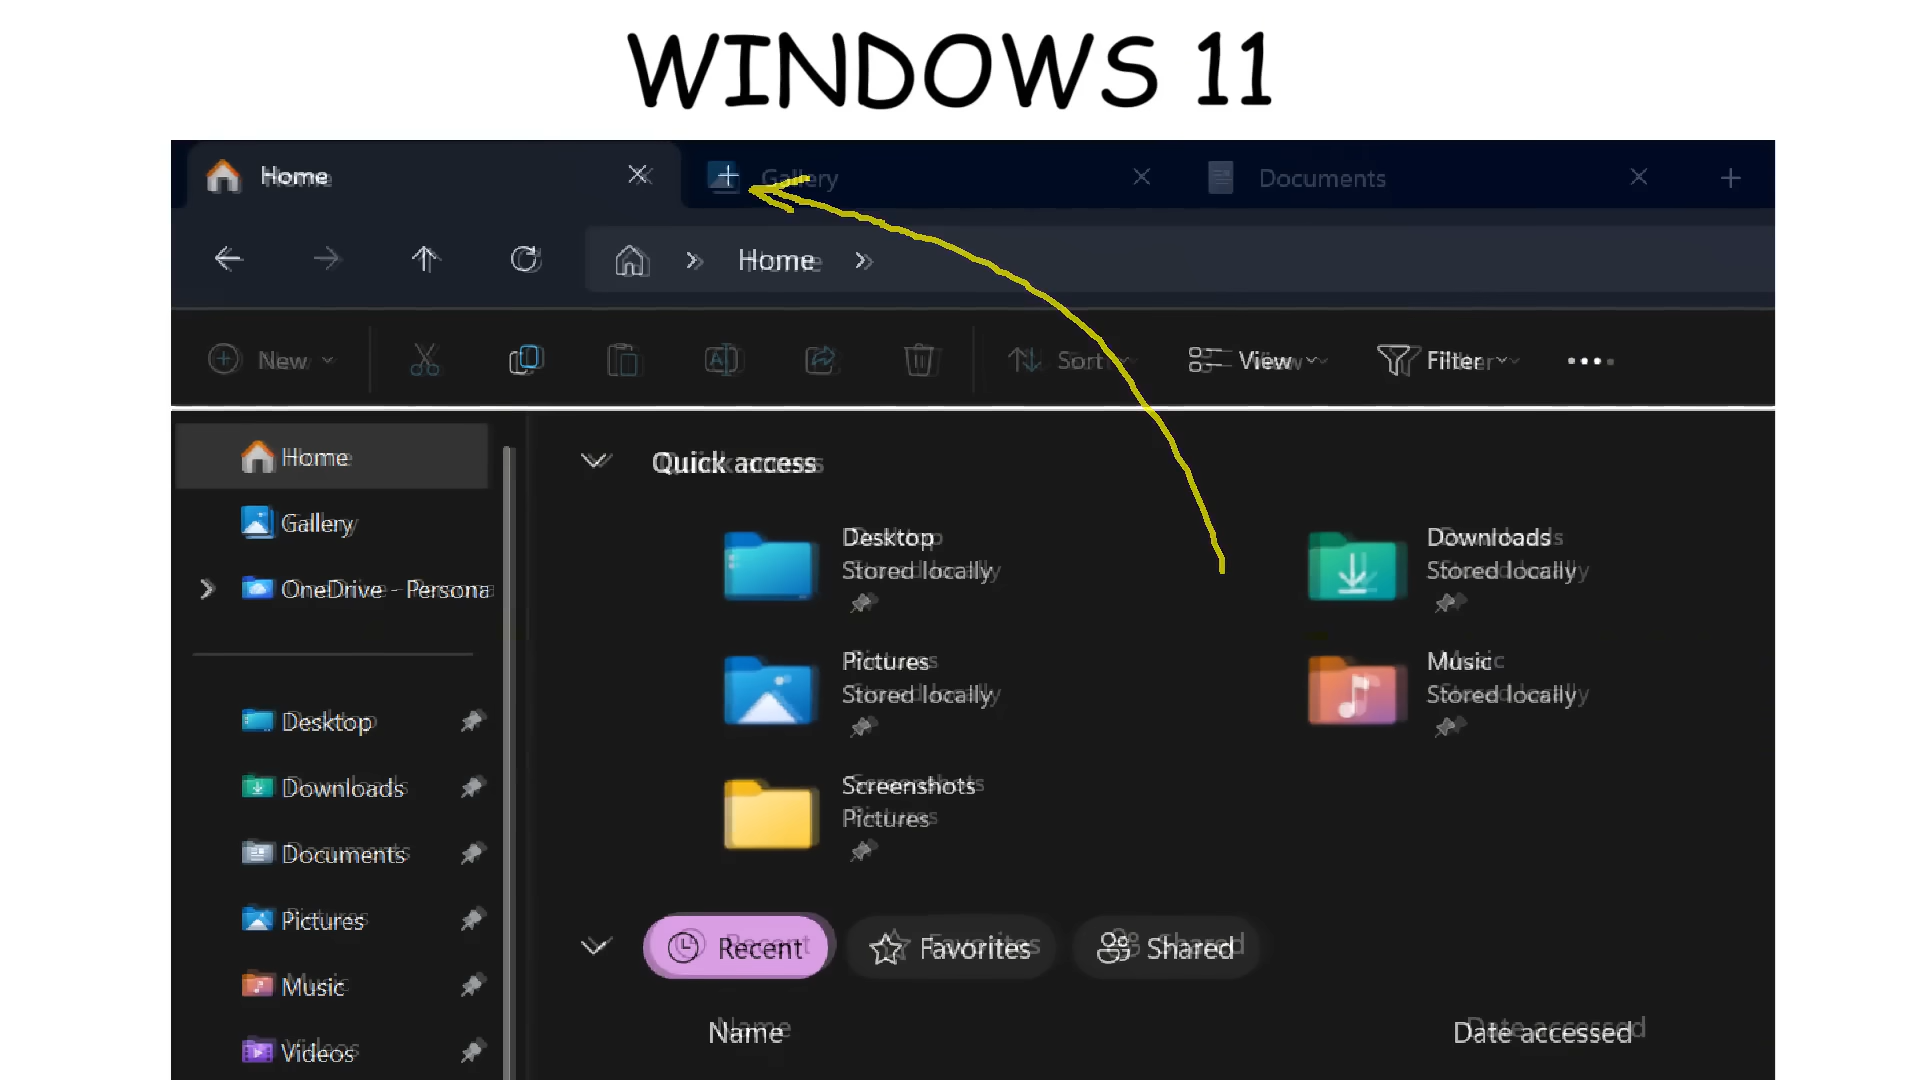 WINDOWS 11
Home
Gallery
Documents
Home
New
Sort
View
Filter
Home
Gallery
OneDrive - Persona
Desktop
Downloads
Documents
Pictures
Music
Videos
Quick access
Desktop
Stored locally
Downloads
Stored locally
Pictures
Stored locally
Music
Stored locally
Screenshots
Pictures
Recent
Favorites
Shared
Name
Date accessed